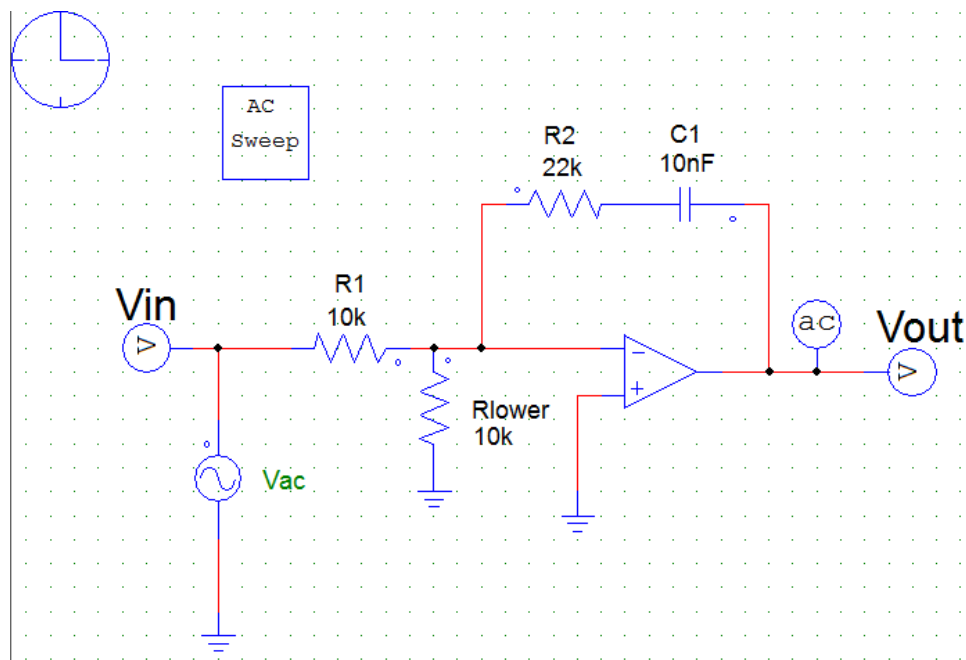 AC
Sweep
R2
22k
C1
10nF
R1
10k
Vin
V
ac
Vout
V
−
+
Rlower
10k
Vac